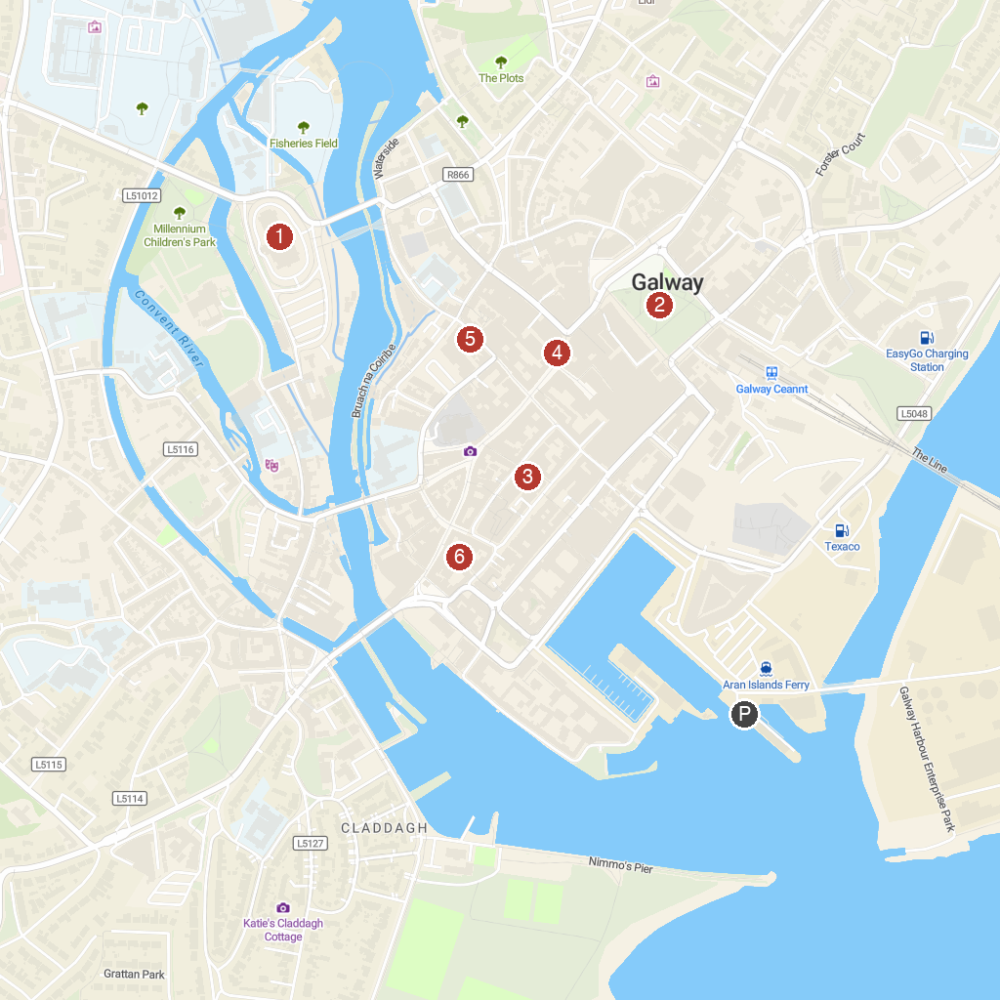 Lidl
The Plots
Forster Court
Fisheries Field
Waterside
R866
L51012
Millennium
Children's Park
1
Galway
2
Convent River
5
4
EasyGo Charging
Station
Galway Ceannt
Bruach na Coiribe
L5048
L5116
The Line
3
Texaco
6
Aran Islands Ferry
P
Galway Harbour Enterprise Park
L5115
L5114
CLADDAGH
L5127
Nimmo's Pier
Katie's Claddagh
Cottage
Grattan Park